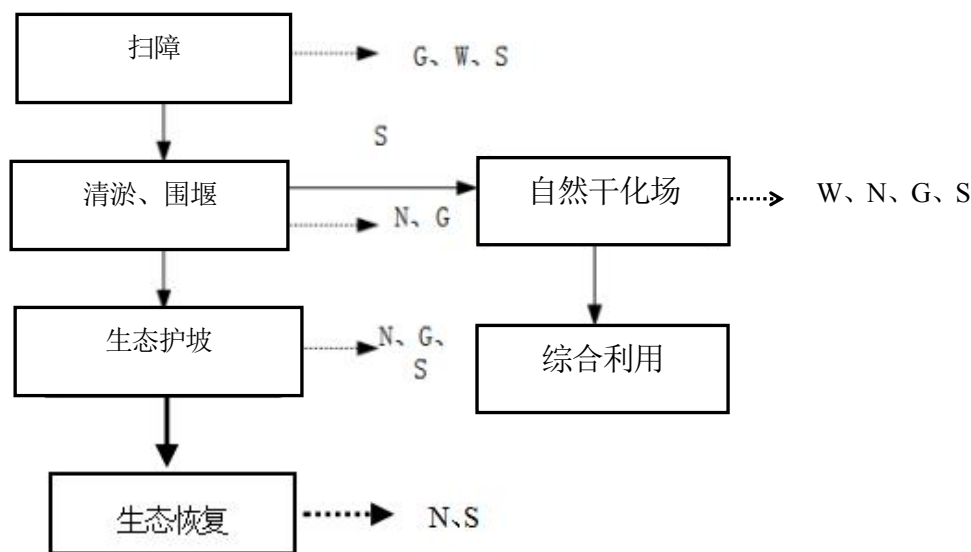 扫障
G、W、S
S
清淤、围堰
自然干化场
W、N、G、S
N、G
生态护坡
N、G、
S
综合利用
生态恢复
N、S